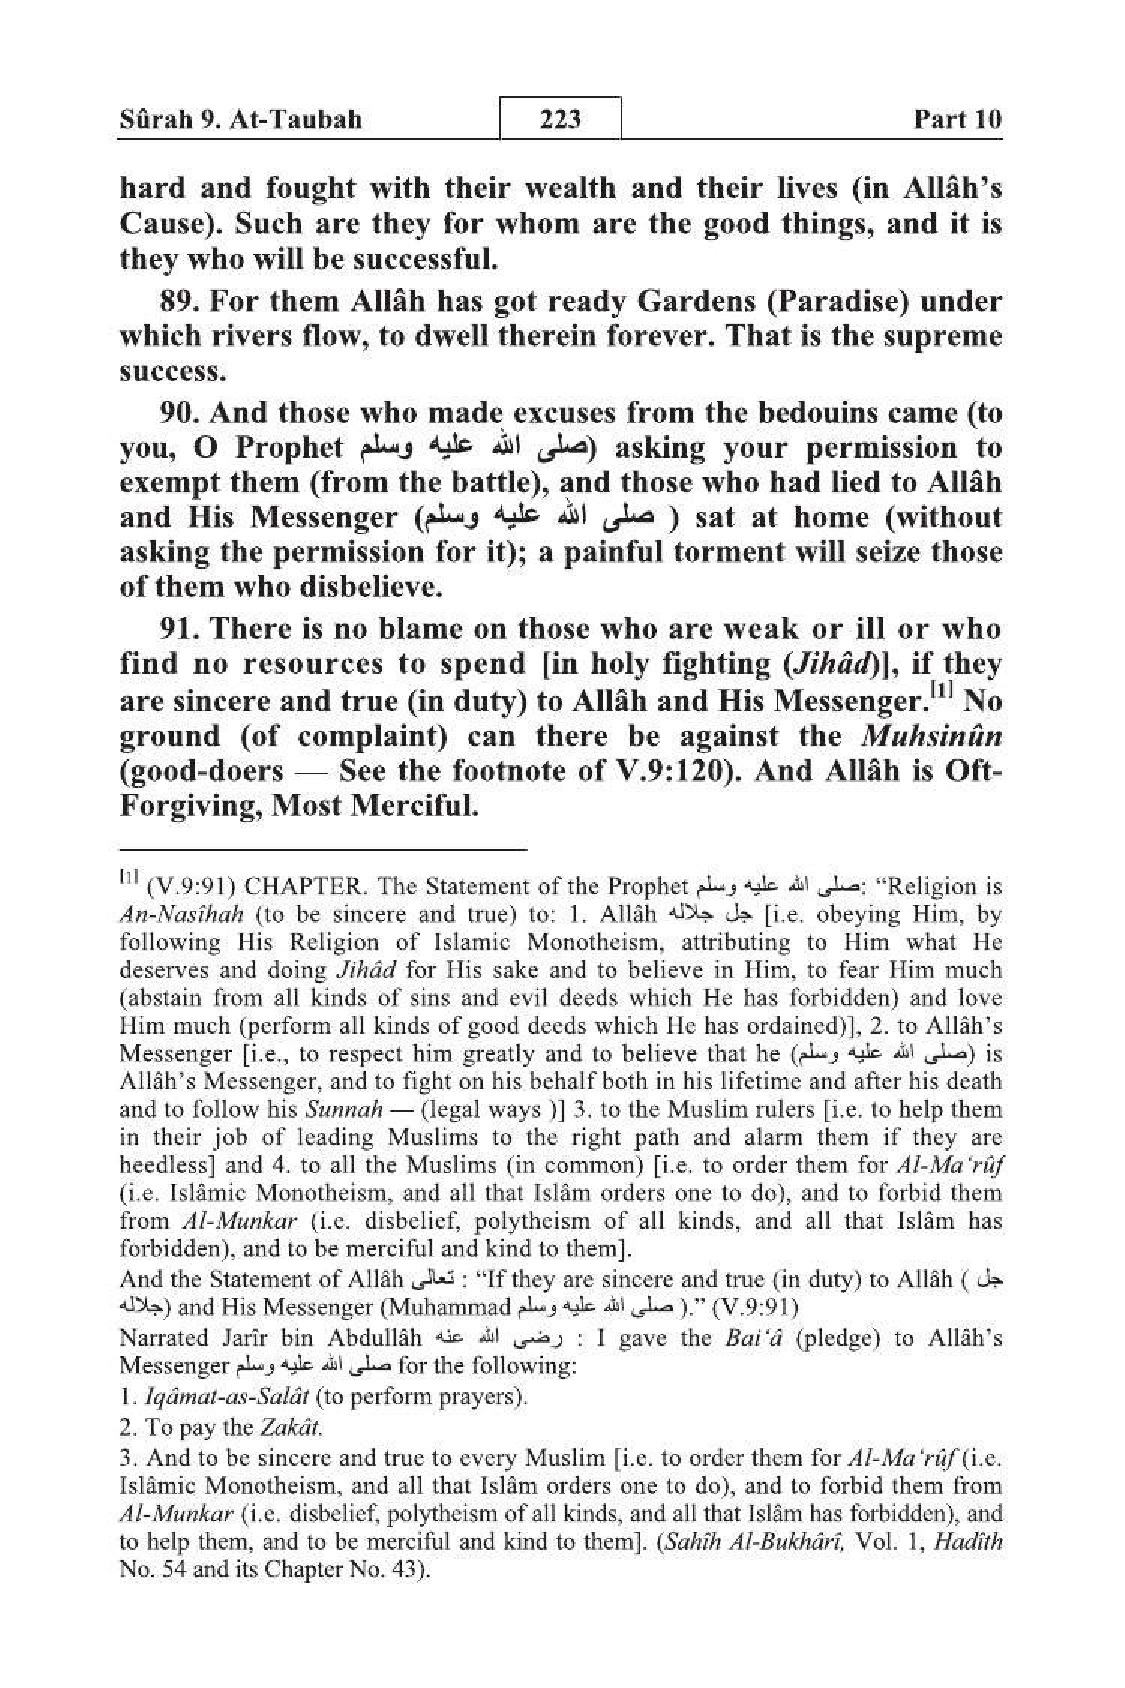 Sûrah 9. At-Taubah 223 Part 10
hard and fought with their wealth and their lives (in Allâh’s
Cause). Such are they for whom are the good things, and it is
they who will be successful.
89. For them Allâh has got ready Gardens (Paradise) under
which rivers flow, to dwell therein forever. That is the supreme
success.
90. And those who made excuses from the bedouins came (to
you, O Prophet صلى الله عليه وسلم) asking your permission to
exempt them (from the battle), and those who had lied to Allâh
and His Messenger (صلى الله عليه وسلم ) sat at home (without
asking the permission for it); a painful torment will seize those
of them who disbelieve.
91. There is no blame on those who are weak or ill or who
find no resources to spend [in holy fighting (Jihâd)], if they
are sincere and true (in duty) to Allâh and His Messenger.[1] No
ground (of complaint) can there be against the Muhsinûn
(good-doers — See the footnote of V.9:120). And Allâh is Oft-
Forgiving, Most Merciful.
[1] (V.9:91) CHAPTER. The Statement of the Prophet صلى الله عليه وسلم: “Religion is
An-Nasîhah (to be sincere and true) to: 1. Allâh جل جلاله [i.e. obeying Him, by
following His Religion of Islamic Monotheism, attributing to Him what He
deserves and doing Jihâd for His sake and to believe in Him, to fear Him much
(abstain from all kinds of sins and evil deeds which He has forbidden) and love
Him much (perform all kinds of good deeds which He has ordained)], 2. to Allâh’s
Messenger [i.e., to respect him greatly and to believe that he (صلى الله عليه وسلم) is
Allâh’s Messenger, and to fight on his behalf both in his lifetime and after his death
and to follow his Sunnah — (legal ways )] 3. to the Muslim rulers [i.e. to help them
in their job of leading Muslims to the right path and alarm them if they are
heedless] and 4. to all the Muslims (in common) [i.e. to order them for Al-Ma‘rûf
(i.e. Islâmic Monotheism, and all that Islâm orders one to do), and to forbid them
from Al-Munkar (i.e. disbelief, polytheism of all kinds, and all that Islâm has
forbidden), and to be merciful and kind to them].
And the Statement of Allâh تعالى : “If they are sincere and true (in duty) to Allâh ( جل
جلاله) and His Messenger (Muhammad صلى الله عليه وسلم ).” (V.9:91)
Narrated Jarîr bin Abdullâh رضى الله عنه : I gave the Bai‘â (pledge) to Allâh’s
Messenger صلى الله عليه وسلم for the following:
1. Iqâmat-as-Salât (to perform prayers).
2. To pay the Zakât.
3. And to be sincere and true to every Muslim [i.e. to order them for Al-Ma‘rûf (i.e.
Islâmic Monotheism, and all that Islâm orders one to do), and to forbid them from
Al-Munkar (i.e. disbelief, polytheism of all kinds, and all that Islâm has forbidden), and
to help them, and to be merciful and kind to them]. (Sahîh Al-Bukhârî, Vol. 1, Hadîth
No. 54 and its Chapter No. 43).